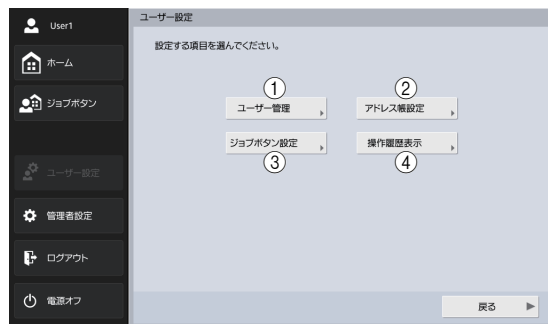 User1
ホーム
ジョブボタン
ユーザー設定
管理者設定
ログアウト
電源オフ
ユーザー設定
設定する項目を選んでください。
① ②
ユーザー管理 アドレス帳設定
ジョブボタン設定 操作履歴表示
③ ④
戻る